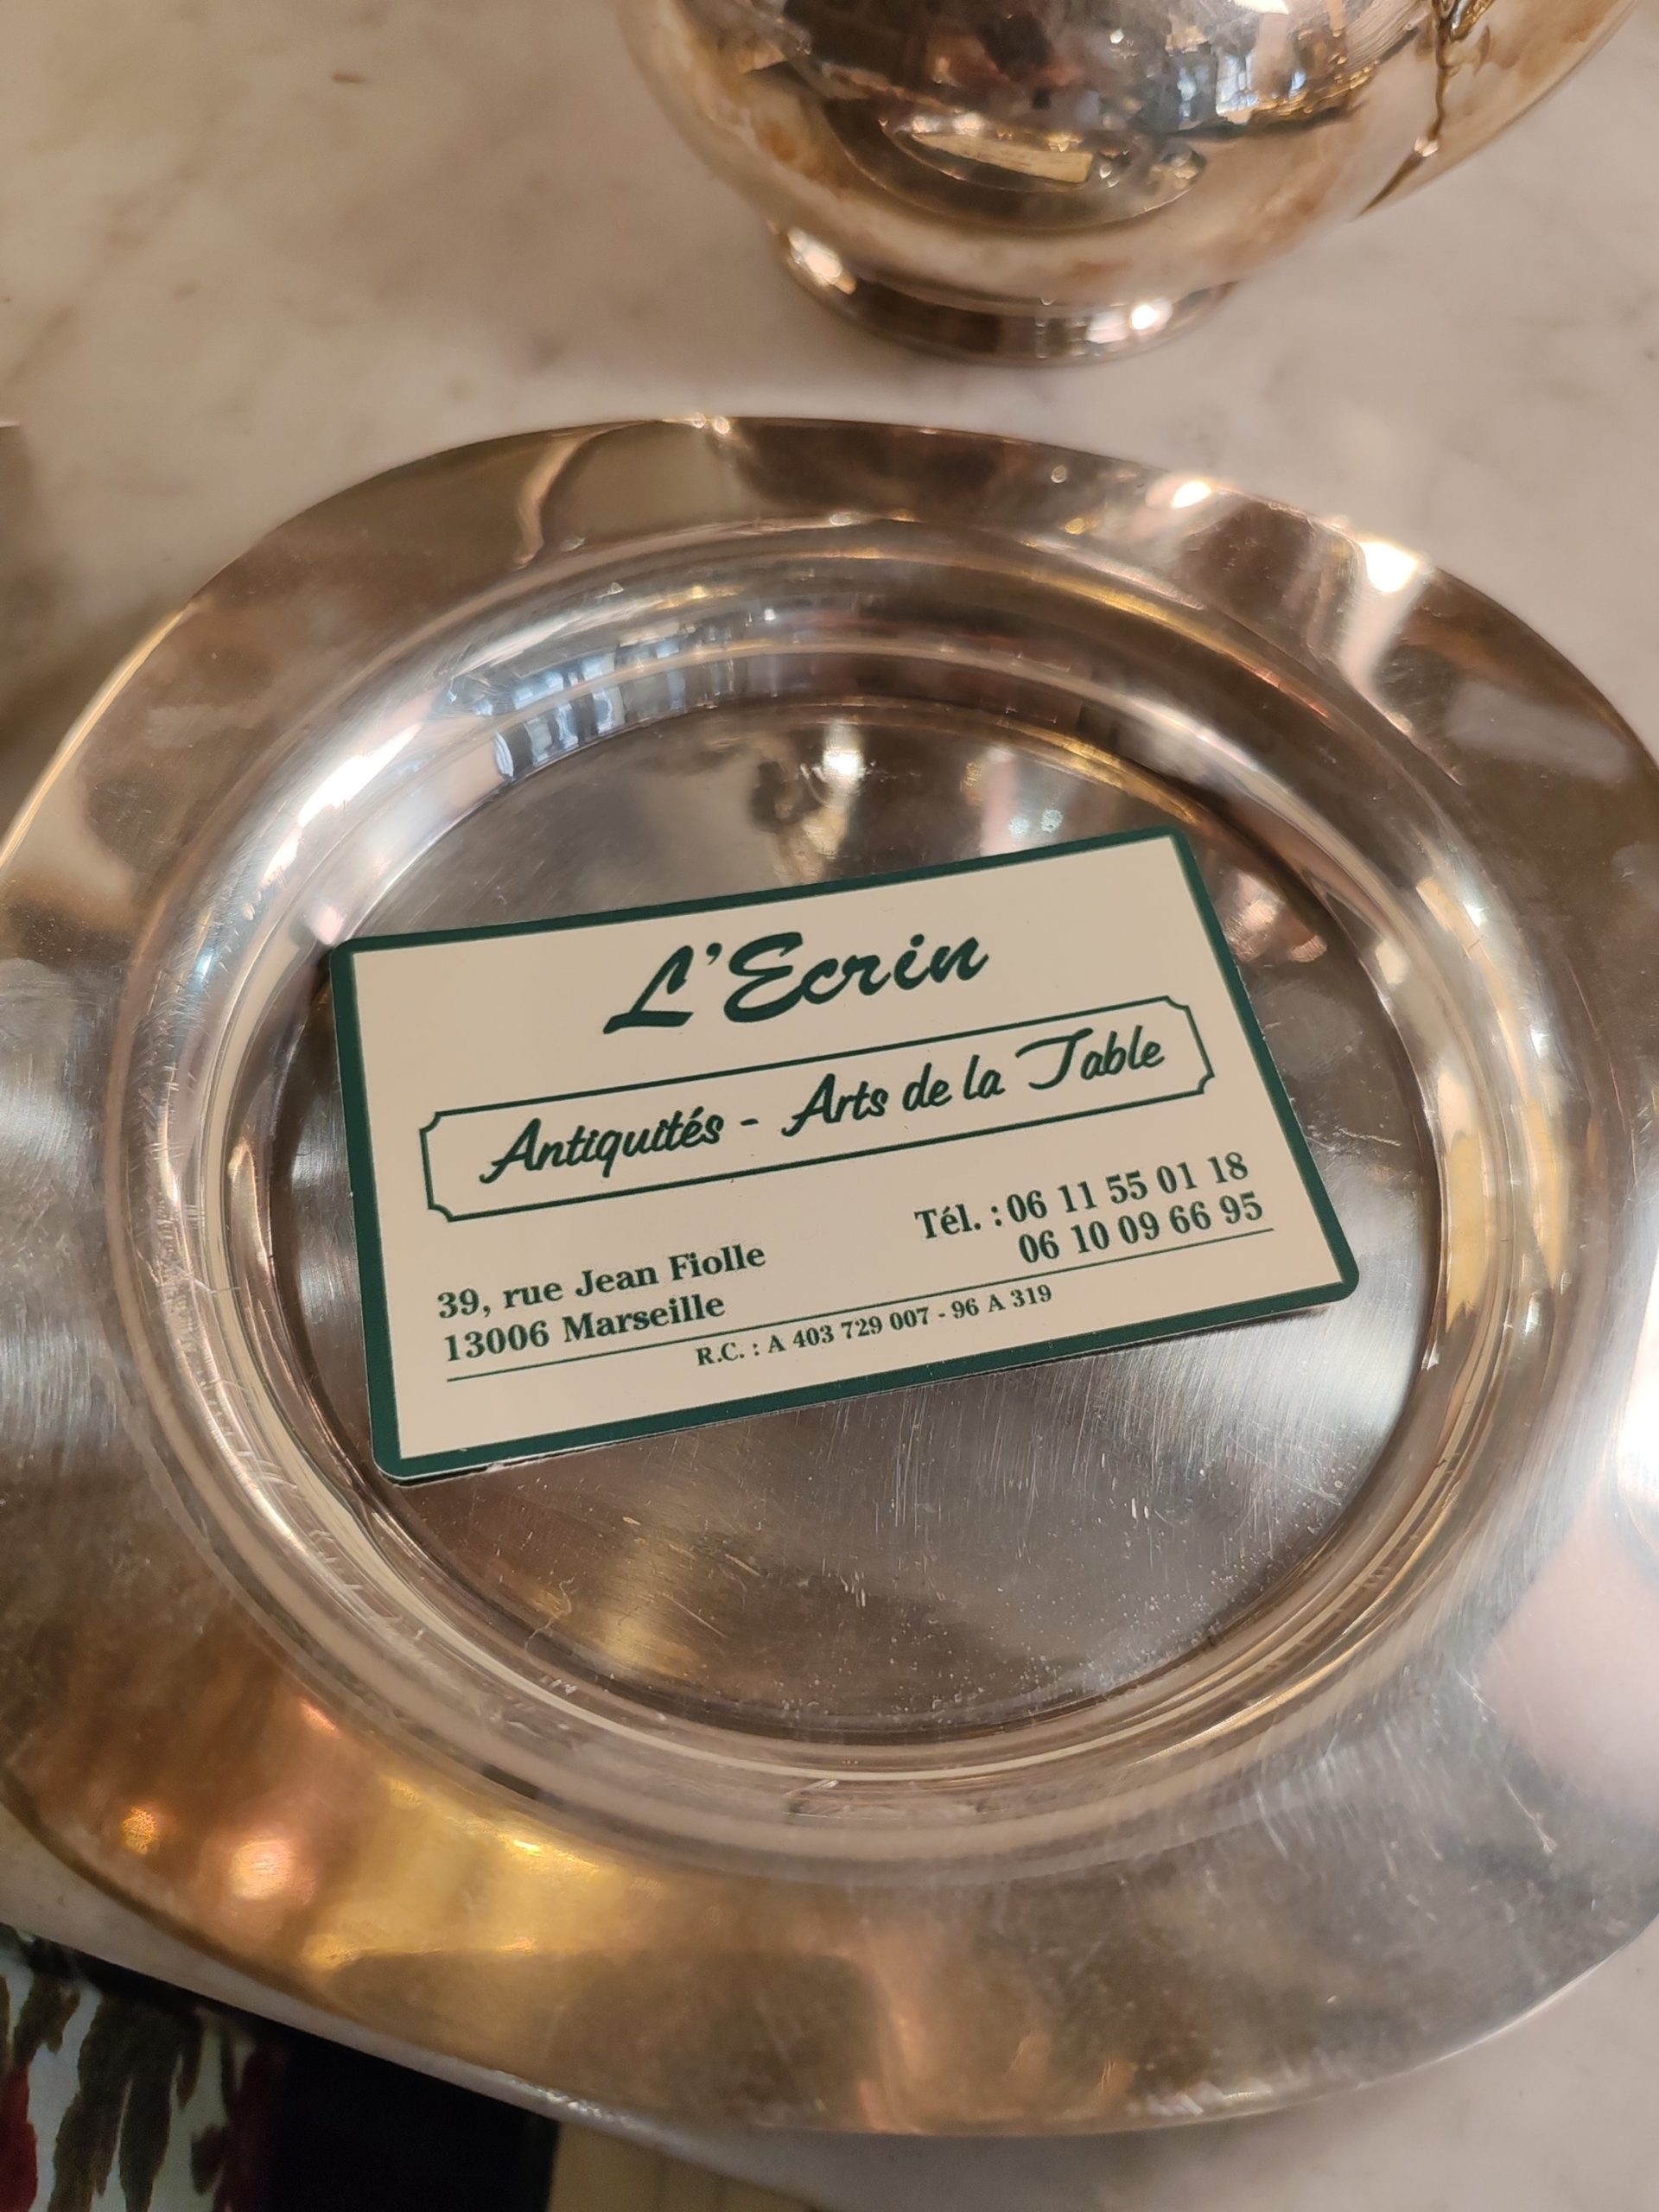 L'Ecrin
Antiquités - Arts de la Table
39, rue Jean Fiolle
13006 Marseille
Tél. : 06 11 55 01 18
06 10 09 66 95
R.C. : A 403 729 007 - 96 A 319